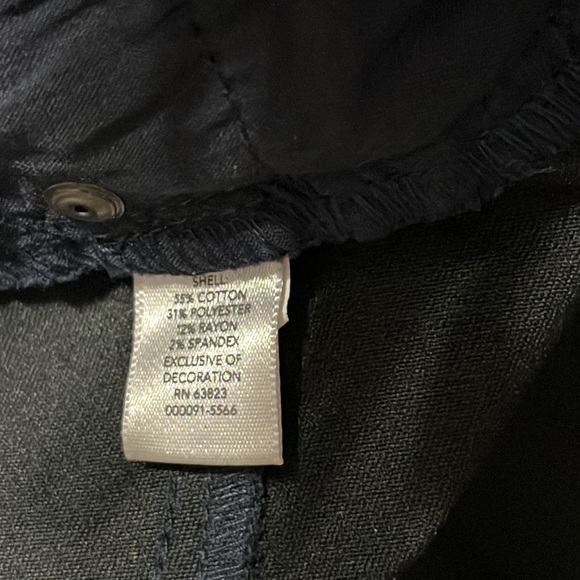 SHELL:
55% COTTON
31% POLYESTER
12% RAYON
2% SPANDEX
EXCLUSIVE OF
DECORATION
RN 63823
000091-5566